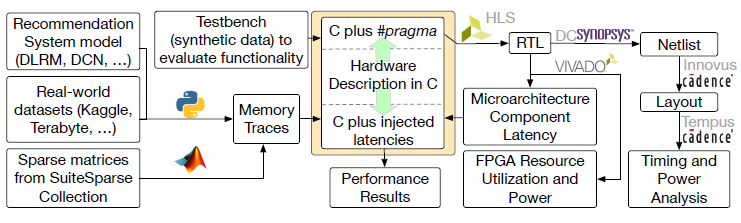 Recommendation
System model
(DLRM, DCN, ...)
Real-world
datasets (Kaggle,
Terabyte, ...)
Sparse matrices
from SuiteSparse
Collection
Testbench
(synthetic data) to
evaluate functionality
Memory
Traces
C plus #pragma
Hardware
Description in C
C plus injected
latencies
Performance
Results
HLS
RTL
VIVADO
Microarchitecture
Component
Latency
FPGA Resource
Utilization and
Power
DC SYNOPSYS
Netlist
Innovus
cadence
Layout
Tempus
cadence
Timing and
Power
Analysis